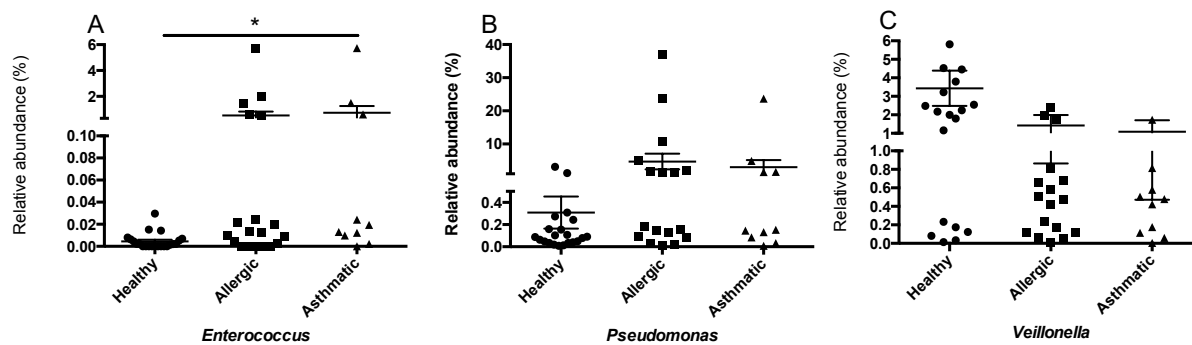 A
*
Relative abundance (%)
6
4
2
0.10
0.08
0.06
0.04
0.02
0.00
Healthy
Allergic
Asthmatic
Enterococcus
B
Relative abundance (%)
40
30
20
10
0.4
0.2
0.0
Healthy
Allergic
Asthmatic
Pseudomonas
C
Relative abundance (%)
6
5
4
3
2
1
1.0
0.8
0.6
0.4
0.2
0.0
Healthy
Allergic
Asthmatic
Veillonella